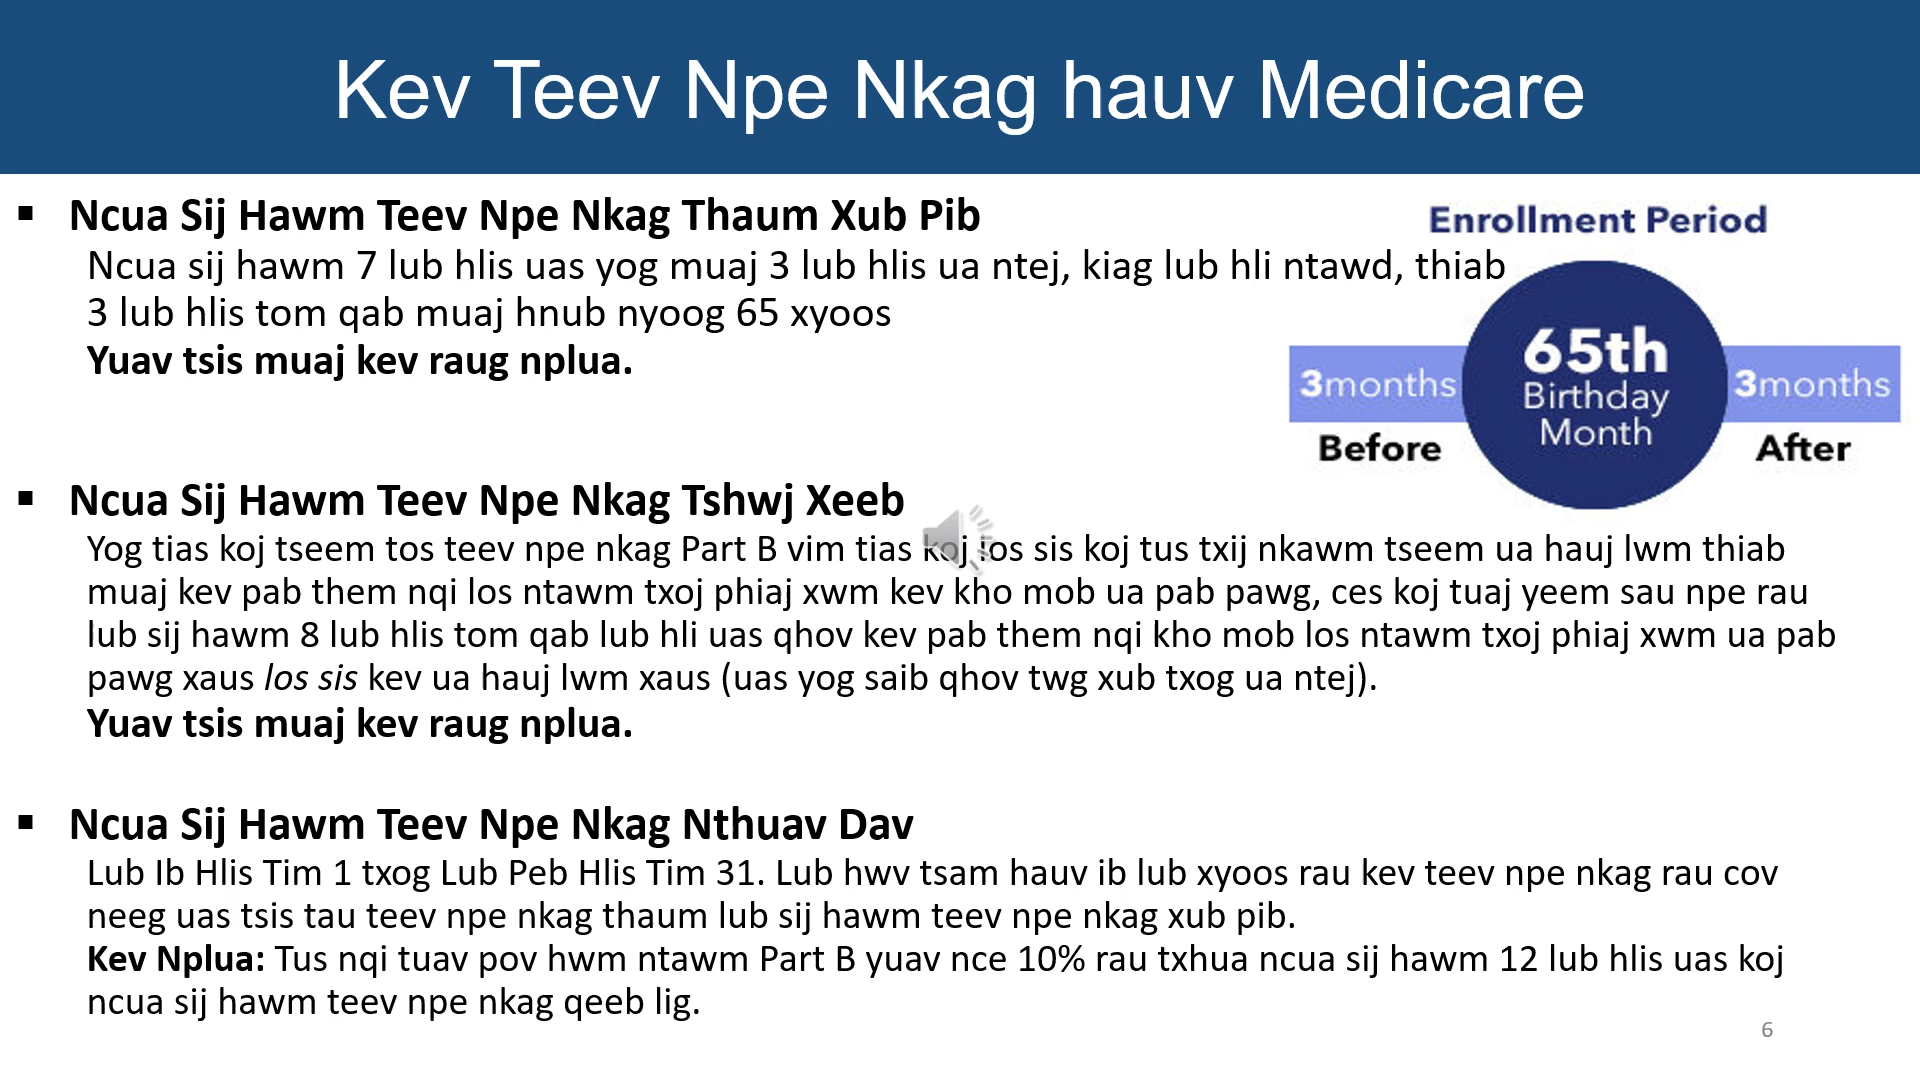 Kev Teev Npe Nkag hauv Medicare
▪ Ncua Sij Hawm Teev Npe Nkag Thaum Xub Pib
Ncua sij hawm 7 lub hlis uas yog muaj 3 lub hlis ua ntej, kiag lub hli ntawd, thiab
3 lub hlis tom qab muaj hnub nyoog 65 xyoos
Yuav tsis muaj kev raug nplua.
Enrollment Period
3months
Before
65th
Birthday
Month
3months
After
▪ Ncua Sij Hawm Teev Npe Nkag Tshwj Xeeb
Yog tias koj tseem tos teev npe nkag Part B vim tias koj los sis koj tus txij nkawm tseem ua hauj lwm thiab
muaj kev pab them nqi los ntawm txoj phiaj xwm kev kho mob ua pab pawg, ces koj tuaj yeem sau npe rau
lub sij hawm 8 lub hlis tom qab lub hli uas qhov kev pab them nqi kho mob los ntawm txoj phiaj xwm ua pab
pawg xaus los sis kev ua hauj lwm xaus (uas yog saib qhov twg xub txog ua ntej).
Yuav tsis muaj kev raug nplua.
▪ Ncua Sij Hawm Teev Npe Nkag Nthuav Dav
Lub Ib Hlis Tim 1 txog Lub Peb Hlis Tim 31. Lub hwv tsam hauv ib lub xyoos rau kev teev npe nkag rau cov
neeg uas tsis tau teev npe nkag thaum lub sij hawm teev npe nkag xub pib.
Kev Nplua: Tus nqi tuav pov hwm ntawm Part B yuav nce 10% rau txhua ncua sij hawm 12 lub hlis uas koj
ncua sij hawm teev npe nkag qeeb lig.
6